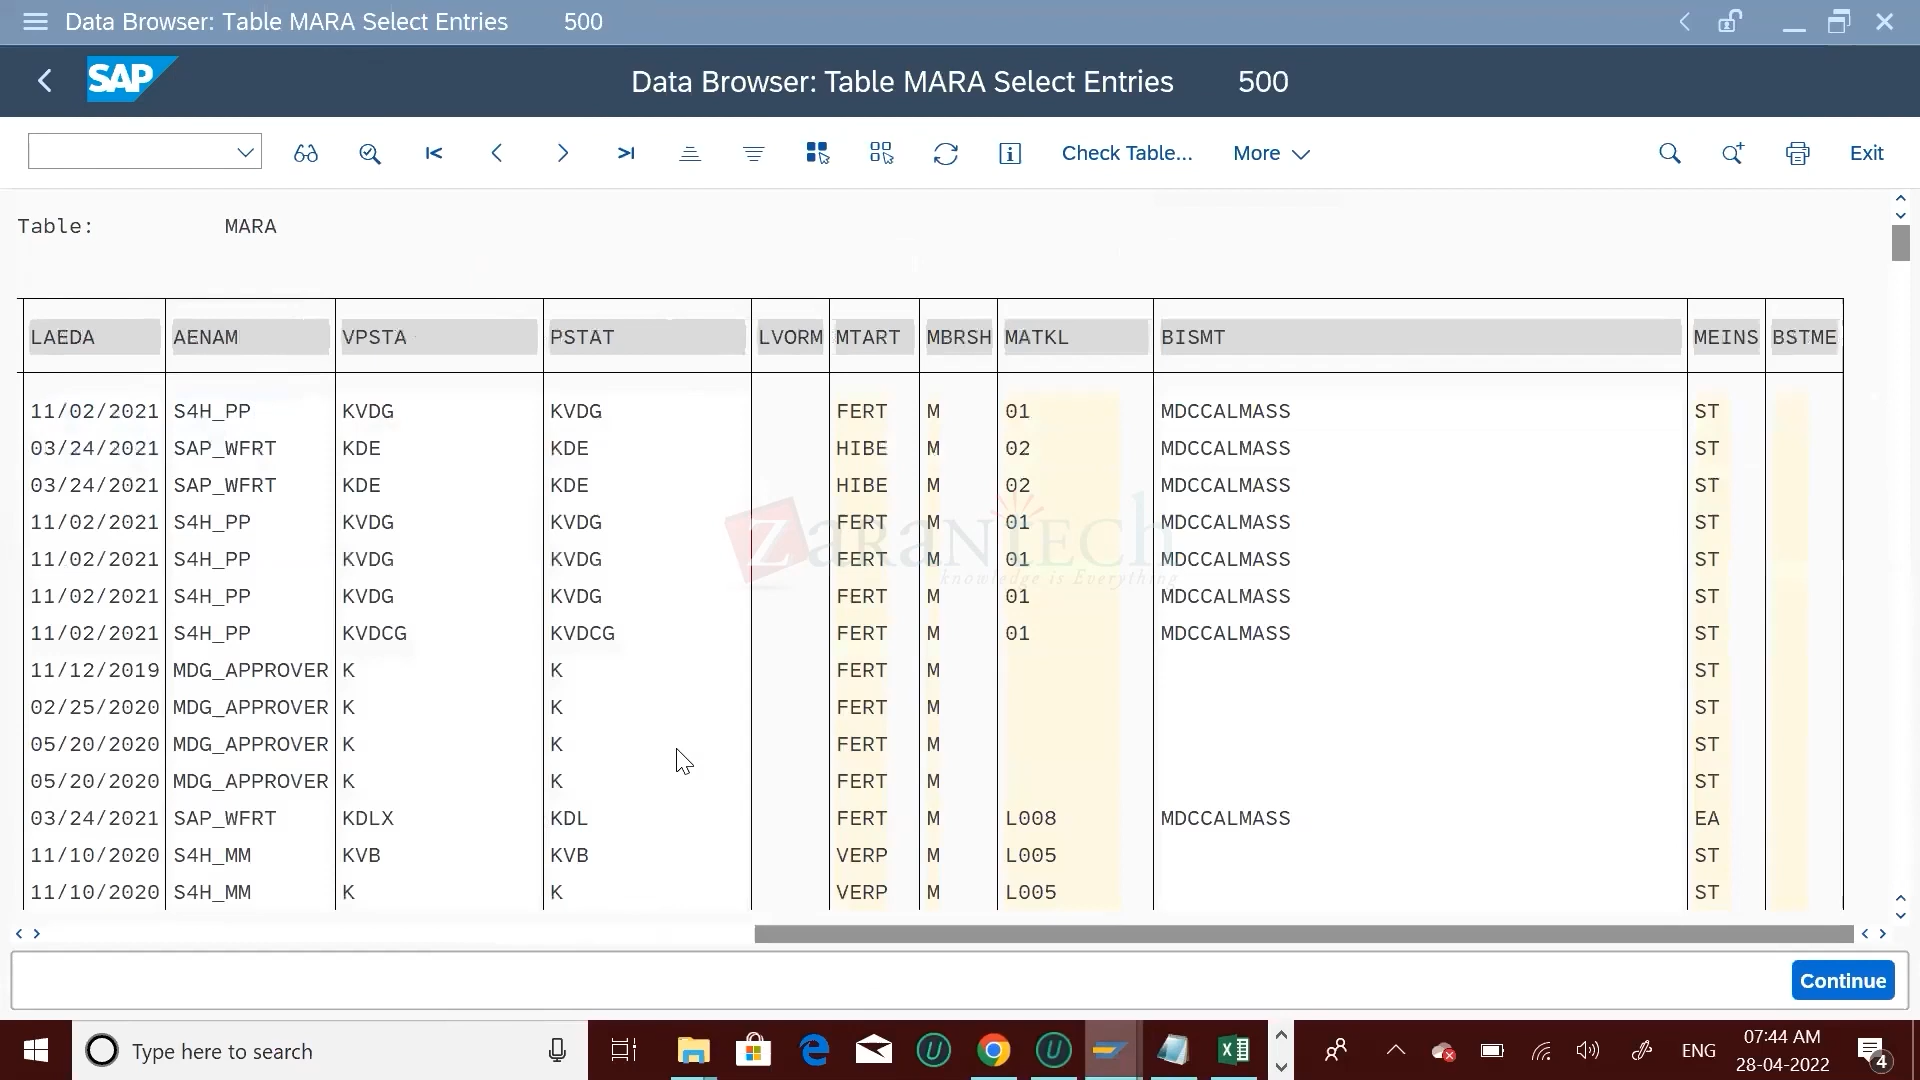 Data Browser: Table MARA Select Entries 500
SAP Data Browser: Table MARA Select Entries 500
Check Table... More Exit
Table: MARA
LAEDA AENAM VPSTA PSTAT LVORM MTART MBRSH MATKL BISMT MEINS BSTME
11/02/2021 S4H_PP KVDG KVDG FERT M 01 MDCCALMASS ST
03/24/2021 SAP_WFRT KDE KDE HIBE M 02 MDCCALMASS ST
03/24/2021 SAP_WFRT KDE KDE HIBE M 02 MDCCALMASS ST
11/02/2021 S4H_PP KVDG KVDG FERT M 01 MDCCALMASS ST
11/02/2021 S4H_PP KVDG KVDG FERT M 01 MDCCALMASS ST
11/02/2021 S4H_PP KVDG KVDG FERT M 01 MDCCALMASS ST
11/02/2021 S4H_PP KVDCG KVDCG FERT M 01 MDCCALMASS ST
11/12/2019 MDG_APPROVER K K FERT M ST
02/25/2020 MDG_APPROVER K K FERT M ST
05/20/2020 MDG_APPROVER K K FERT M ST
05/20/2020 MDG_APPROVER K K FERT M ST
03/24/2021 SAP_WFRT KDLX KDL FERT M L008 MDCCALMASS EA
11/10/2020 S4H_MM KVB KVB VERP M L005 ST
11/10/2020 S4H_MM K K VERP M L005 ST
ZaranTech
knowledge is Everything
Continue
Type here to search
ENG
07:44 AM
28-04-2022
4